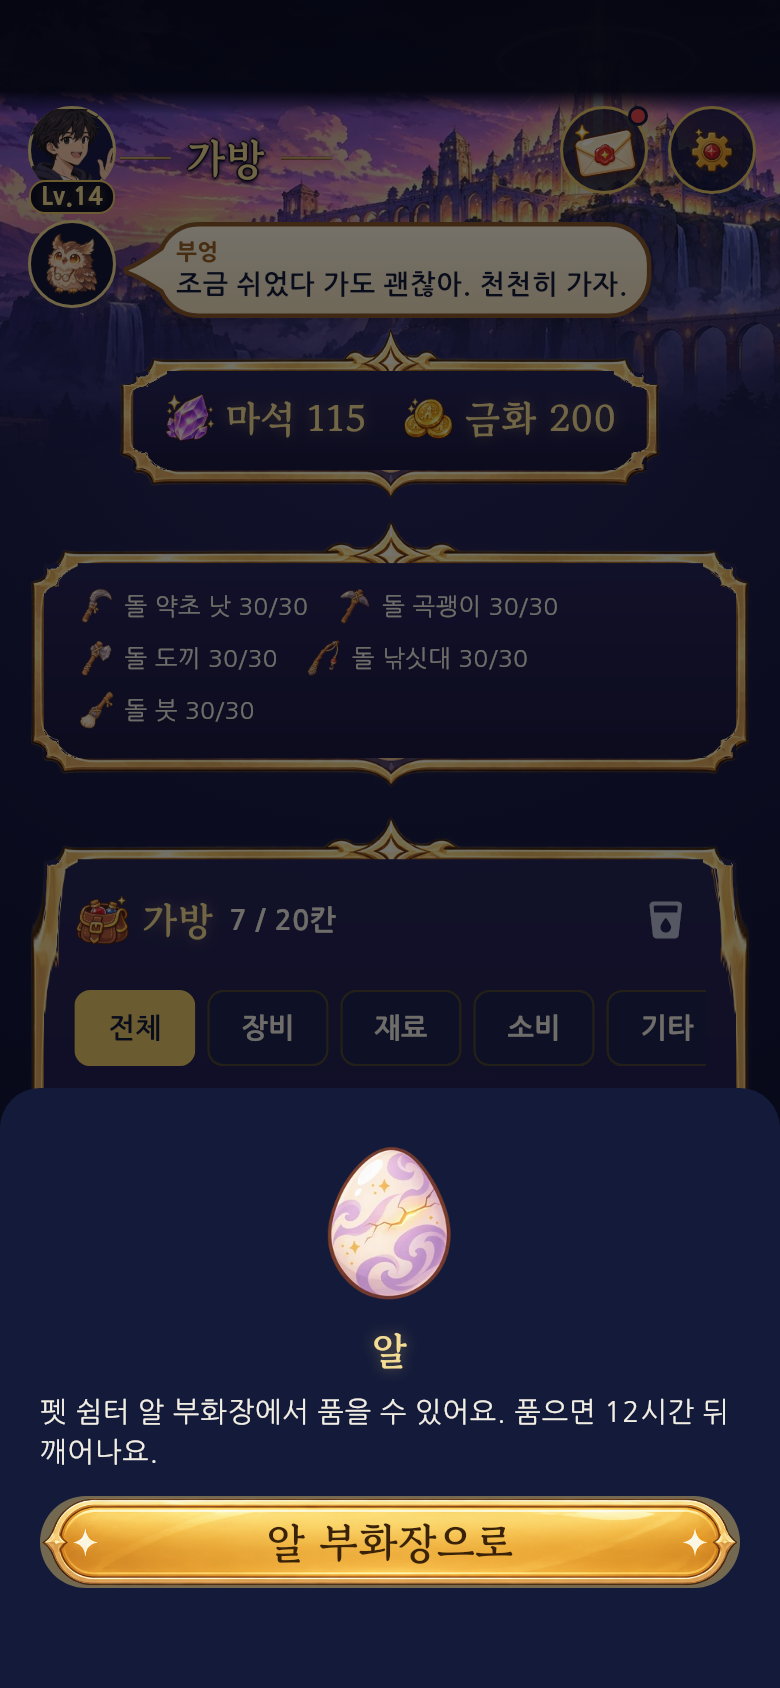 가방
Lv.14
부엉
조금 쉬었다 가도 괜찮아. 천천히 가자.
마석 115 금화 200
돌 약초 낫 30/30 돌 곡괭이 30/30
돌 도끼 30/30 돌 낚싯대 30/30
돌 붓 30/30
가방 7 / 20칸
전체 장비 재료 소비 기타
알
펫 쉼터 알 부화장에서 품을 수 있어요. 품으면 12시간 뒤
깨어나요.
알 부화장으로